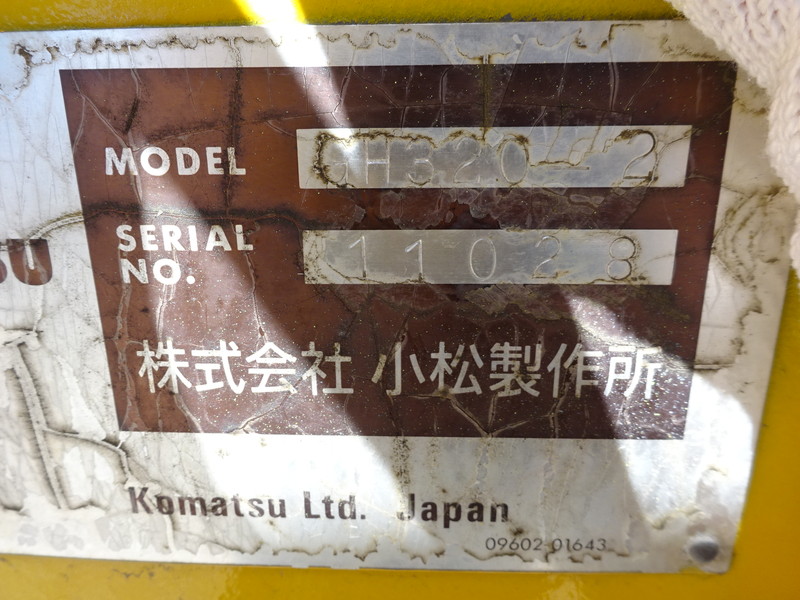 MODEL GH320-2
SERIAL NO. 11028
株式会社 小松製作所
Komatsu Ltd. Japan
09602-01643